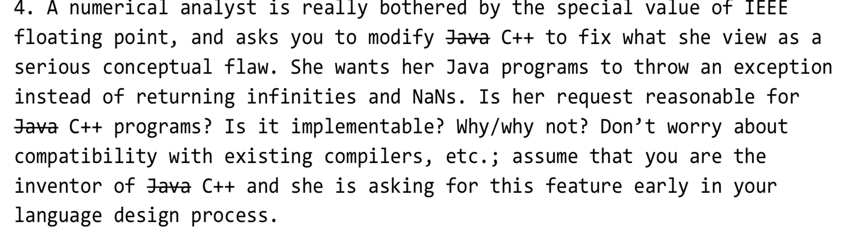 4. A numerical analyst is really bothered by the special value of IEEE
floating point, and asks you to modify Java C++ to fix what she view as a
serious conceptual flaw. She wants her Java programs to throw an exception
instead of returning infinities and NaNs. Is her request reasonable for
Java C++ programs? Is it implementable? Why/why not? Don’t worry about
compatibility with existing compilers, etc.; assume that you are the
inventor of Java C++ and she is asking for this feature early in your
language design process.